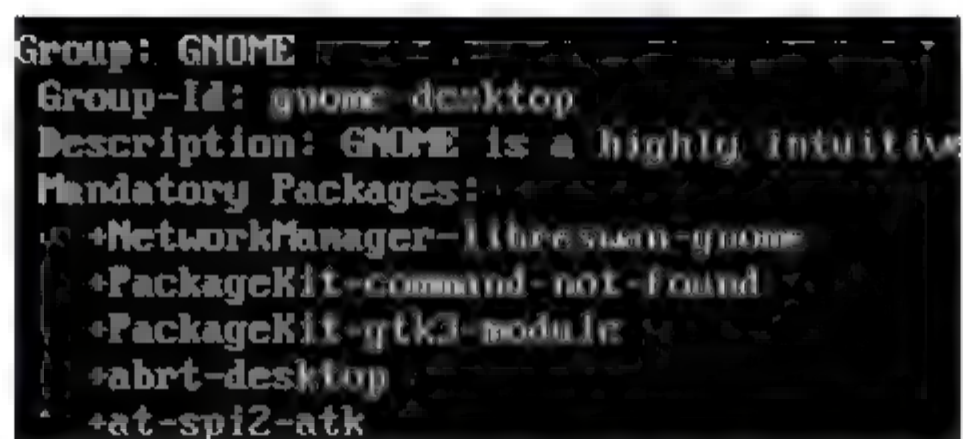 Group: GNOME
Group-Id: gnome-desktop
Description: GNOME is a highly intuitive
Mandatory Packages:
+NetworkManager-libreswan-gnome
+PackageKit-command-not-found
+PackageKit-gtk3-module
+abrt-desktop
+at-spi2-atk